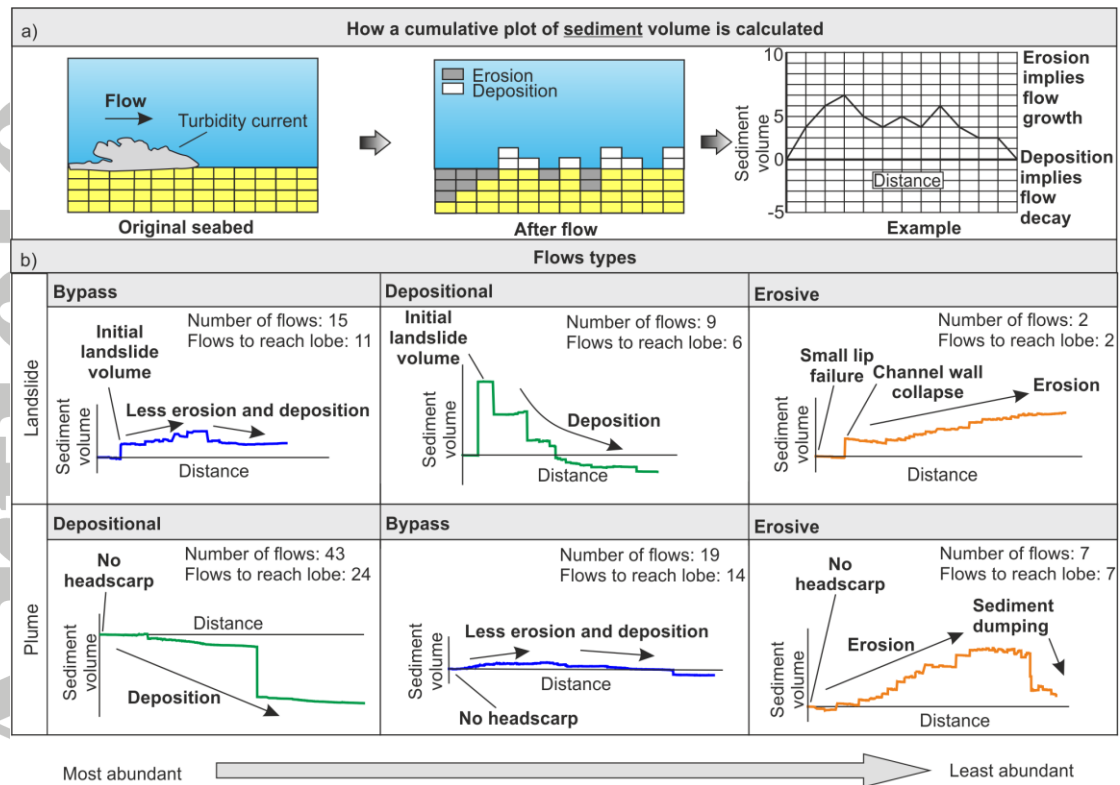 a)
How a cumulative plot of sediment volume is calculated
Flow
Turbidity current
Original seabed
Erosion
Deposition
After flow
10
5
0
-5
Sediment
volume
Distance
Example
Erosion
implies
flow
growth
Deposition
implies
flow
decay
b)
Flows types
Landslide
Bypass
Number of flows: 15
Flows to reach lobe: 11
Initial
landslide
volume
Less erosion and deposition
Sediment
volume
Distance
Depositional
Number of flows: 9
Flows to reach lobe: 6
Initial
landslide
volume
Deposition
Sediment
volume
Distance
Erosive
Number of flows: 2
Flows to reach lobe: 2
Small lip
failure
Channel wall
collapse
Erosion
Sediment
volume
Distance
Plume
Depositional
Number of flows: 43
Flows to reach lobe: 24
No
headscarp
Distance
Sediment
volume
Deposition
Bypass
Number of flows: 19
Flows to reach lobe: 14
Less erosion and deposition
Sediment
volume
Distance
No headscarp
Erosive
Number of flows: 7
Flows to reach lobe: 7
No
headscarp
Sediment
dumping
Erosion
Sediment
volume
Distance
Most abundant
Least abundant